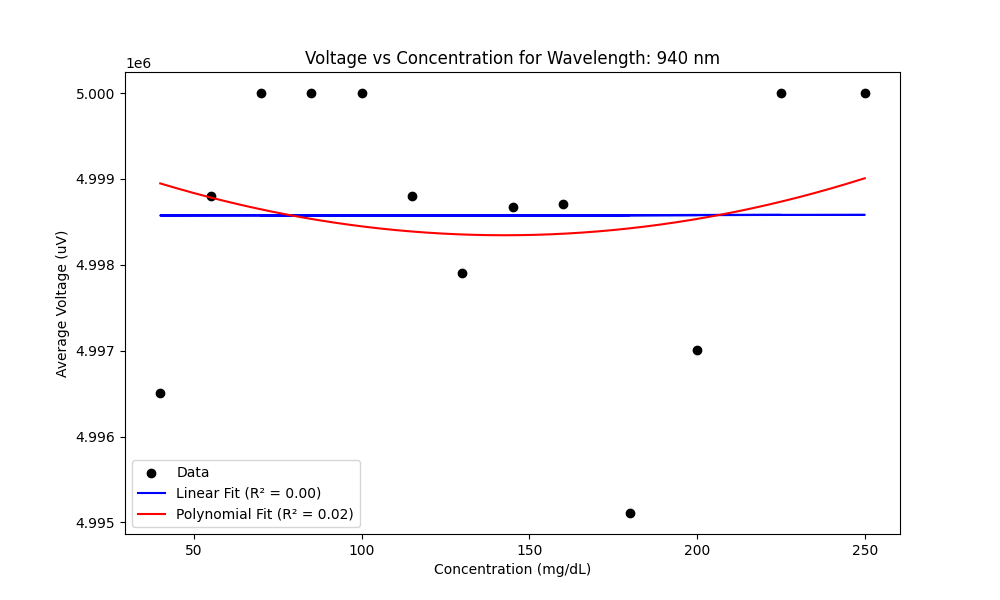 Voltage vs Concentration for Wavelength: 940 nm
1e6
5.000
4.999
4.998
4.997
4.996
4.995
Average Voltage (uV)
Data
Linear Fit (R² = 0.00)
Polynomial Fit (R² = 0.02)
50
100
150
200
250
Concentration (mg/dL)